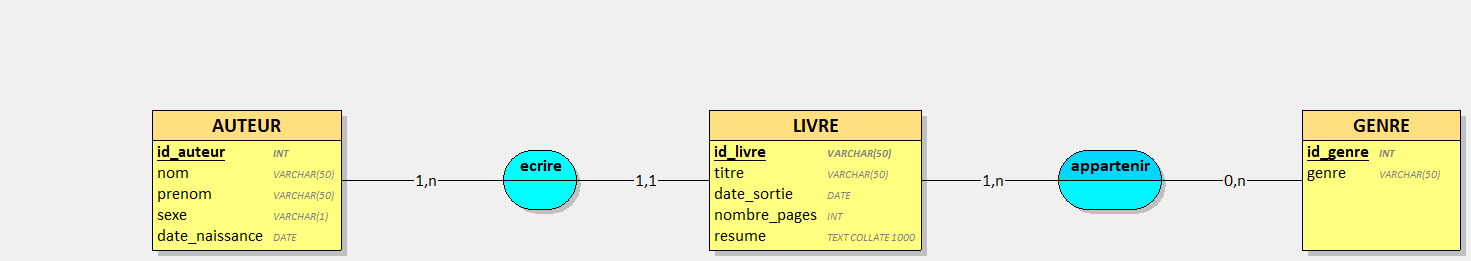 AUTEUR
id_auteur INT
nom VARCHAR(50)
prenom VARCHAR(50)
sexe VARCHAR(1)
date_naissance DATE
1,n
ecrire
1,1
LIVRE
id_livre VARCHAR(50)
titre VARCHAR(50)
date_sortie DATE
nombre_pages INT
resume TEXT COLLATE 1000
1,n
appartenir
0,n
GENRE
id_genre INT
genre VARCHAR(50)